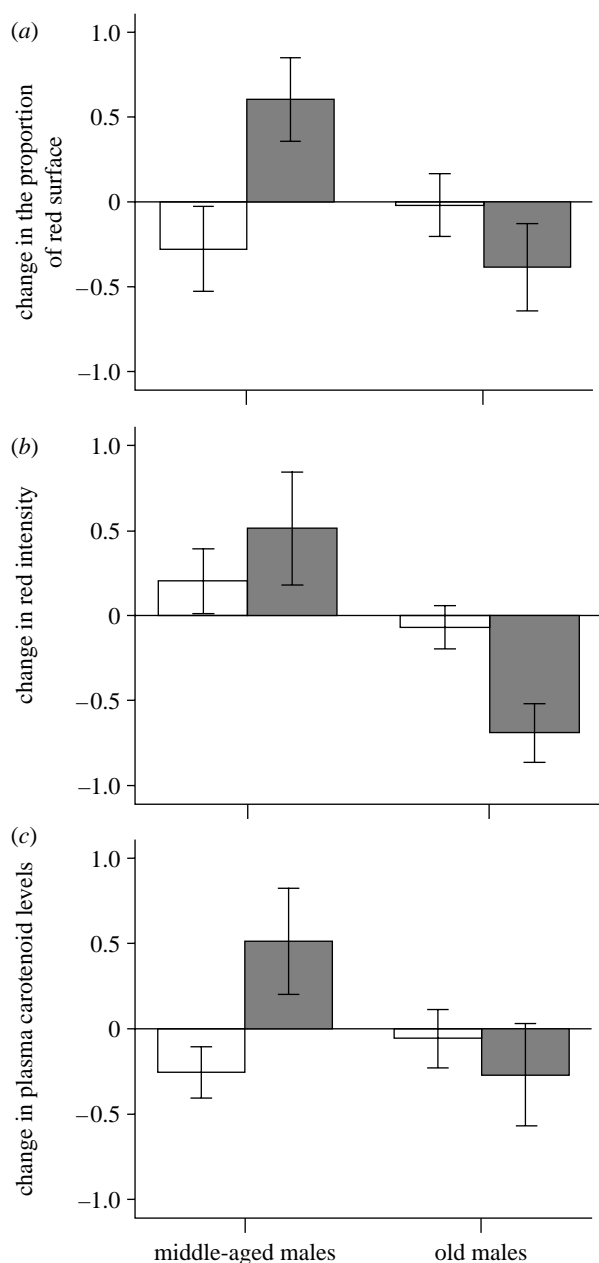 (a)
change in the proportion
of red surface
1.0
0.5
0
–0.5
–1.0
(b)
change in red intensity
1.0
0.5
0
–0.5
–1.0
(c)
change in plasma carotenoid levels
1.0
0.5
0
–0.5
–1.0
middle-aged males old males